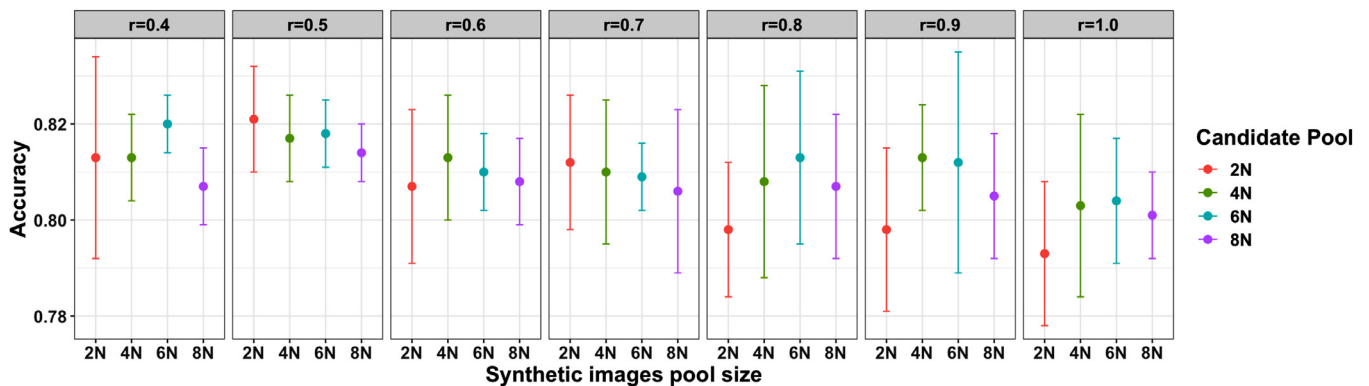 r=0.4 r=0.5 r=0.6 r=0.7 r=0.8 r=0.9 r=1.0
Accuracy
0.82
0.80
0.78
2N 4N 6N 8N 2N 4N 6N 8N 2N 4N 6N 8N 2N 4N 6N 8N 2N 4N 6N 8N 2N 4N 6N 8N 2N 4N 6N 8N
Synthetic images pool size
Candidate Pool
2N
4N
6N
8N